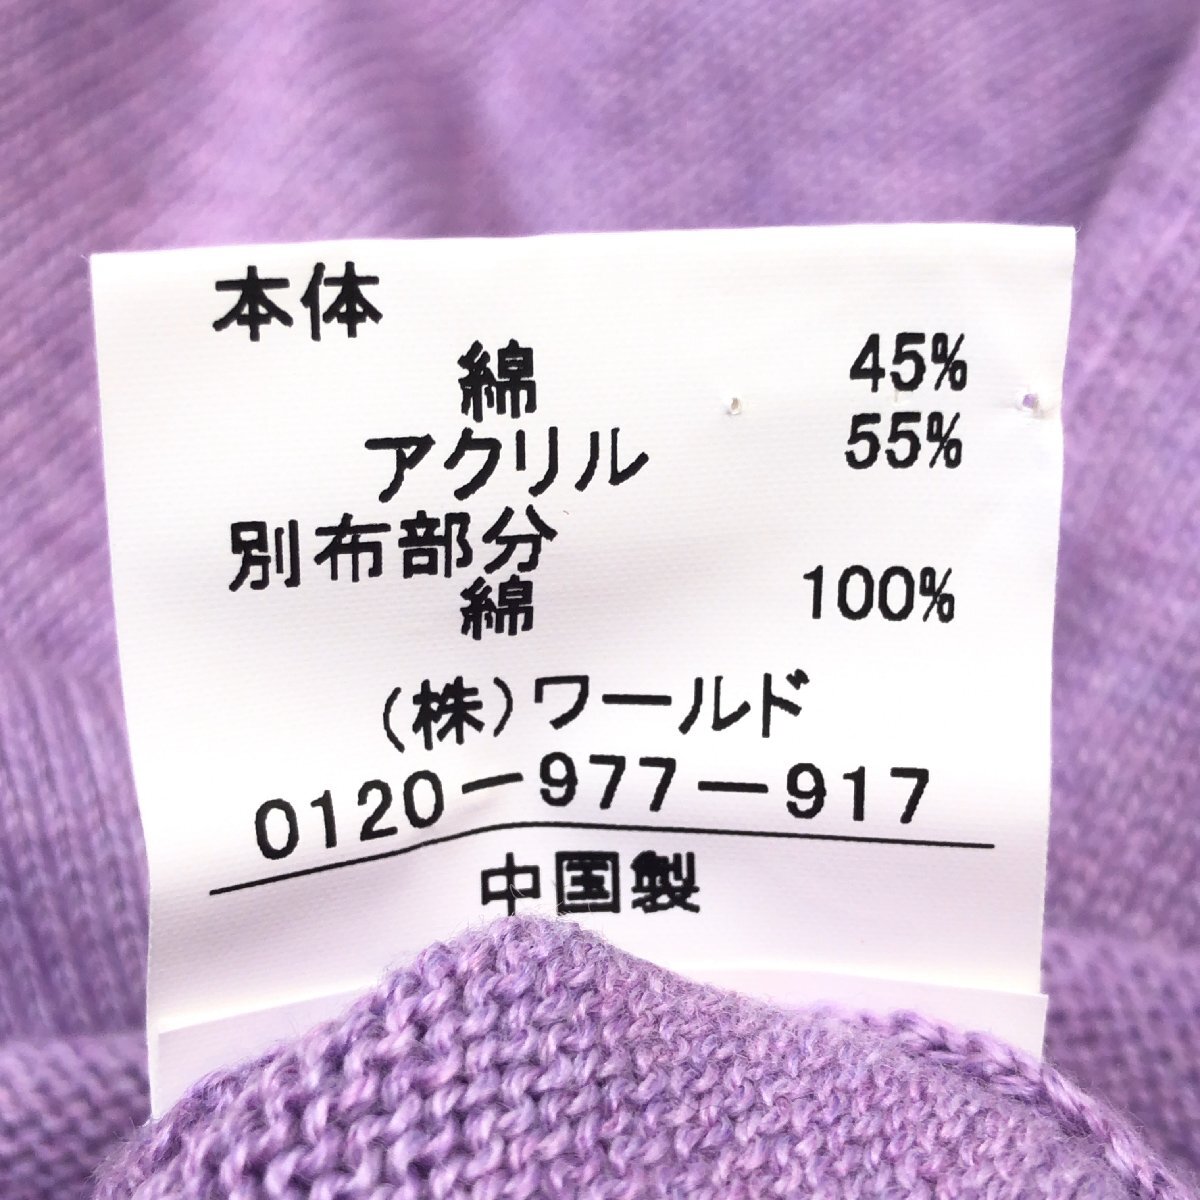 本体
綿 45%
アクリル 55%
別布部分
綿 100%
(株)ワールド
0120-977-917
中国製